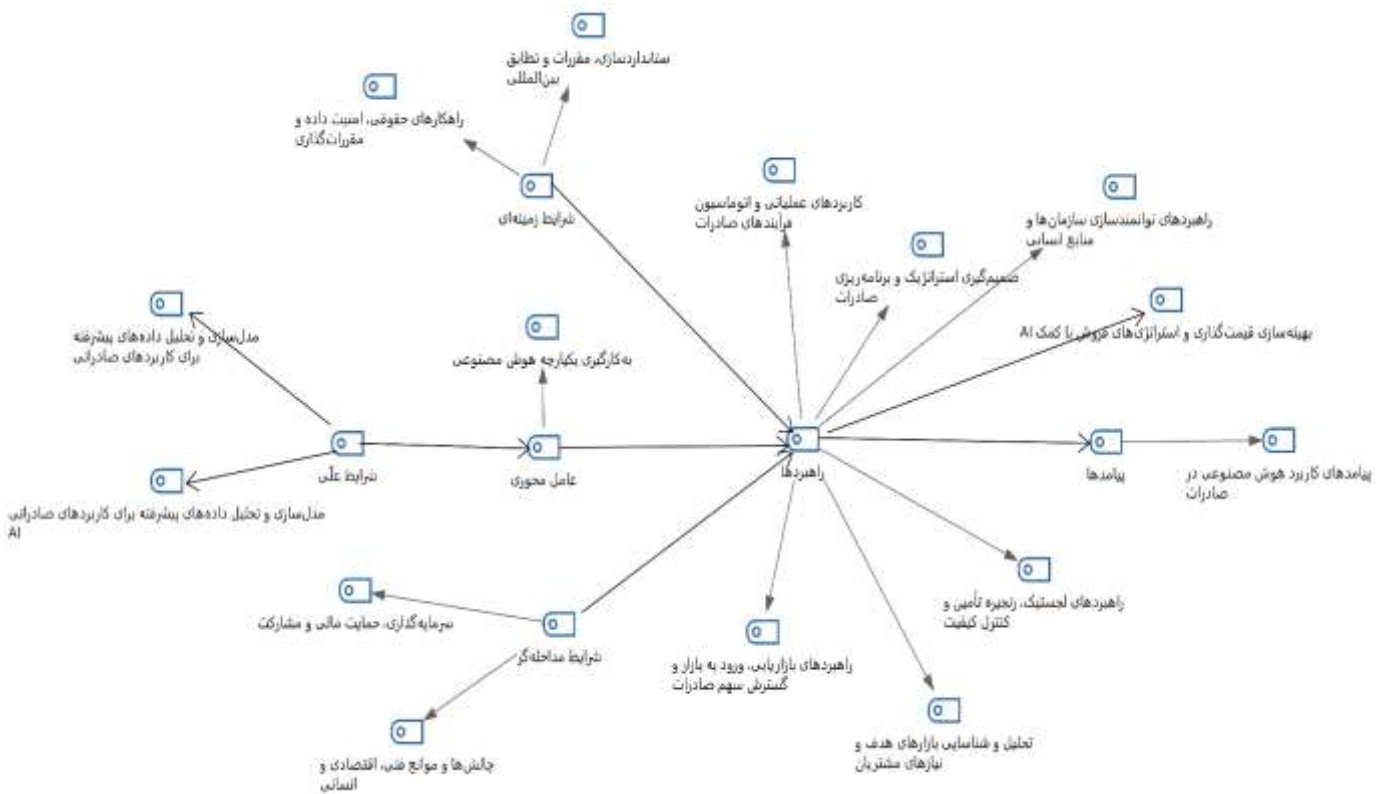 ستانداردسازی، مقررات و تطابق
بین‌المللی
راهکارهای حقوقی، امنیت داده و
مقررات‌گذاری
شرایط زمینه‌ای
کاربردهای عملیاتی و اتوماسیون
فرآیندهای صادرات
راهبردهای توانمندسازی سازمان‌ها و
منابع انسانی
تصمیم‌گیری استراتژیک و برنامه‌ریزی
صادرات
بهینه‌سازی قیمت‌گذاری و استراتژی‌های فروش با کمک AI
مدل‌سازی و تحلیل داده‌های پیشرفته
برای کاربردهای صادراتی
به‌کارگیری یکپارچه هوش مصنوعی
شرایط علّی
عامل محوری
راهبردها
پیامدها
پیامدهای کاربرد هوش مصنوعی در
صادرات
مدل‌سازی و تحلیل داده‌های پیشرفته برای کاربردهای صادراتی
AI
سرمایه‌گذاری، حمایت مالی و مشارکت
شرایط مداخله‌گر
راهبردهای بازاریابی، ورود به بازار و
گسترش سهم صادرات
راهبردهای لجستیک، زنجیره تأمین و
کنترل کیفیت
تحلیل و شناسایی بازارهای هدف و
نیازهای مشتریان
چالش‌ها و موانع فنی، اقتصادی و
انسانی